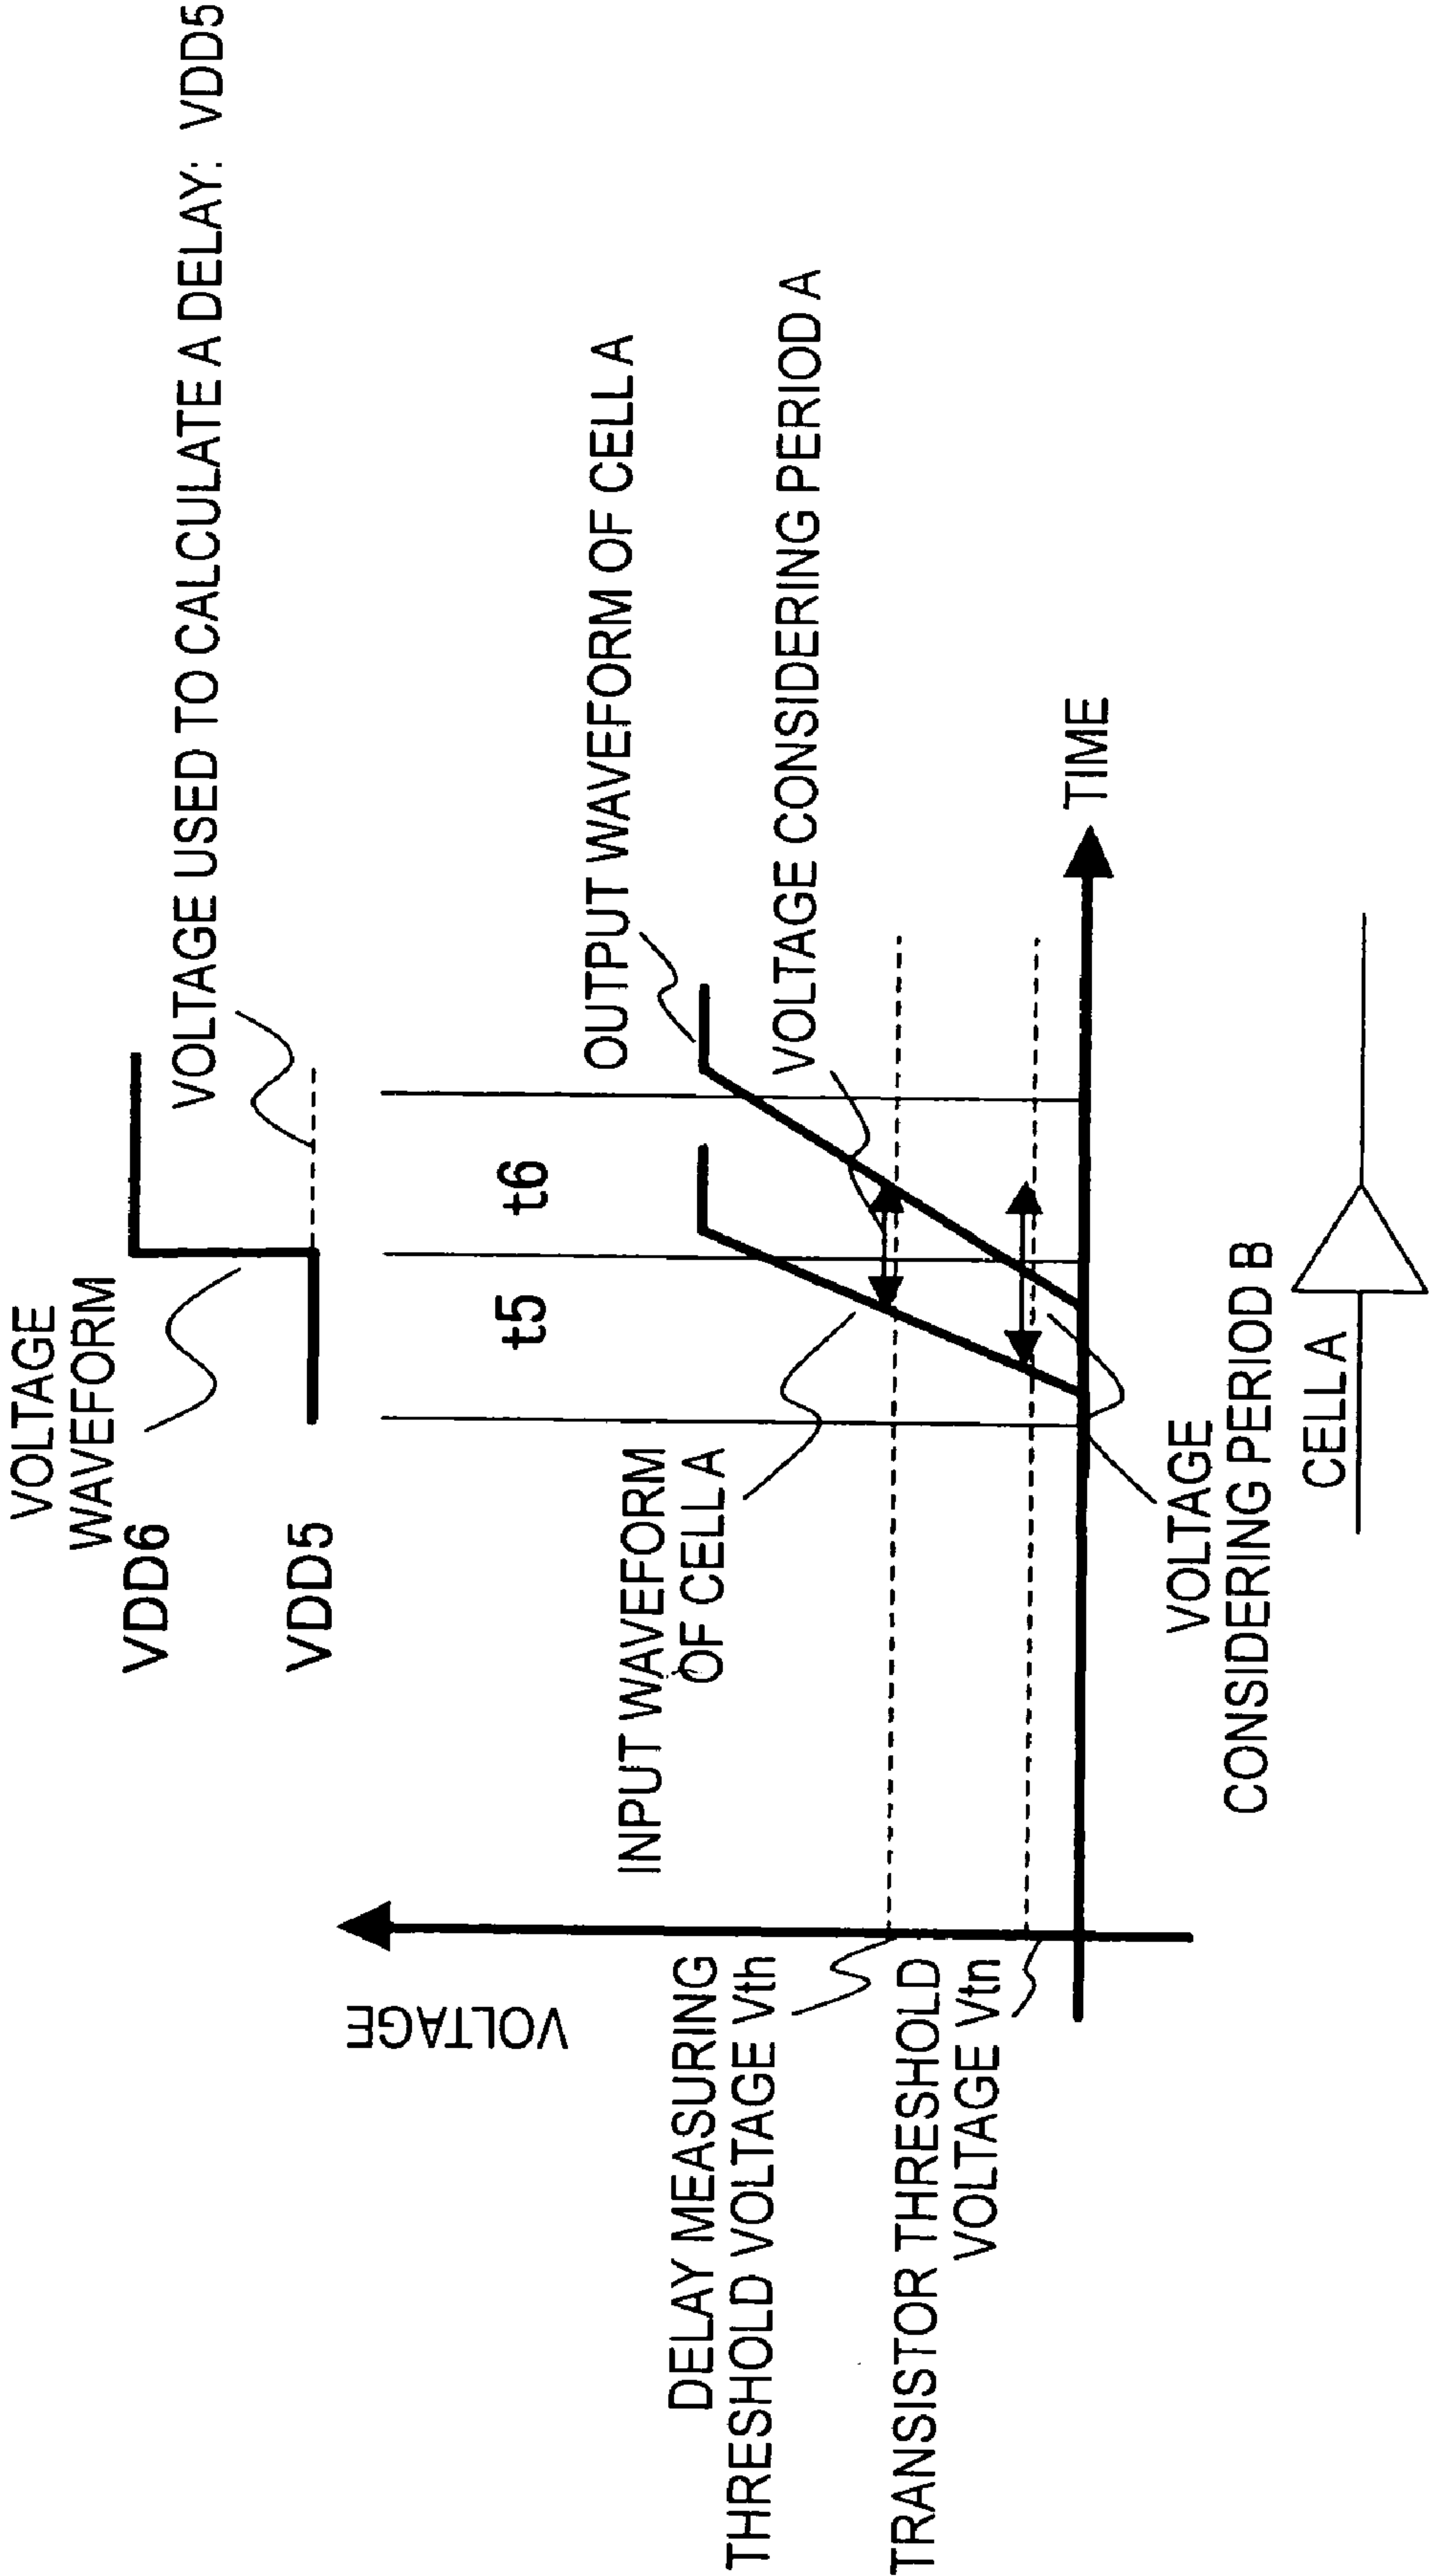 VOLTAGE
WAVEFORM
VOLTAGE USED TO CALCULATE A DELAY: VDD5
VDD6
VDD5
t5
t6
VOLTAGE
INPUT WAVEFORM
OF CELL A
OUTPUT WAVEFORM OF CELL A
DELAY MEASURING
THRESHOLD VOLTAGE Vth
VOLTAGE CONSIDERING PERIOD A
TRANSISTOR THRESHOLD
VOLTAGE Vtn
TIME
VOLTAGE
CONSIDERING PERIOD B
CELL A